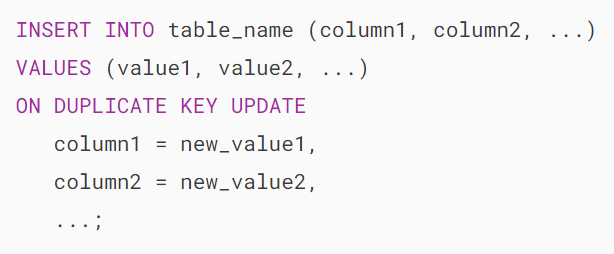 INSERT INTO table_name (column1, column2, ...)
VALUES (value1, value2, ...)
ON DUPLICATE KEY UPDATE
column1 = new_value1,
column2 = new_value2,
...;